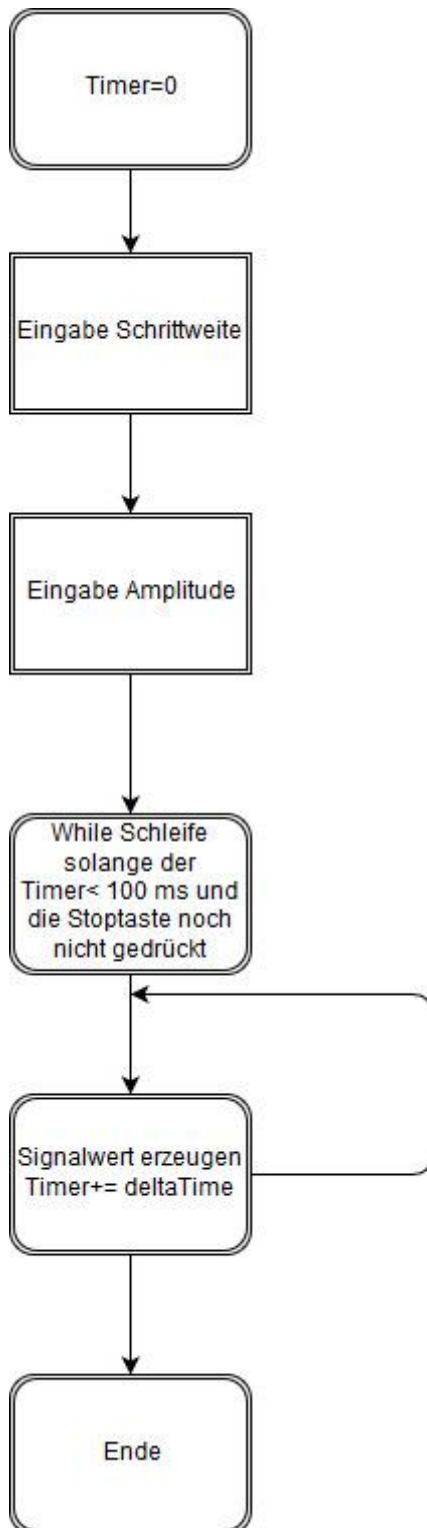 Timer=0
Eingabe Schrittweite
Eingabe Amplitude
While Schleife
solange der
Timer< 100 ms und
die Stoptaste noch
nicht gedrückt
Signalwert erzeugen
Timer+= deltaTime
Ende